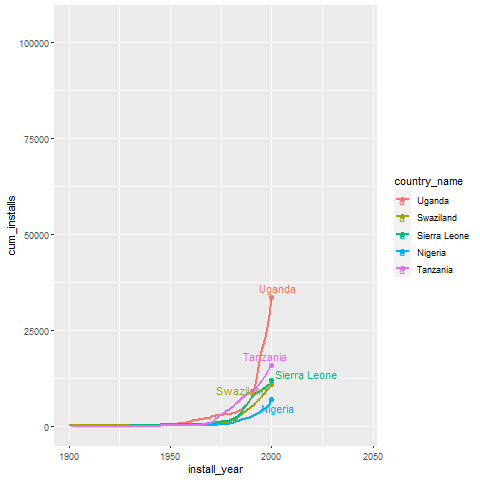 100000
75000
50000
25000
0
cum_installs
1900
1950
2000
2050
install_year
Uganda
Tanzania
Sierra Leone
Swaziland
Nigeria
country_name
a Uganda
a Swaziland
a Sierra Leone
a Nigeria
a Tanzania